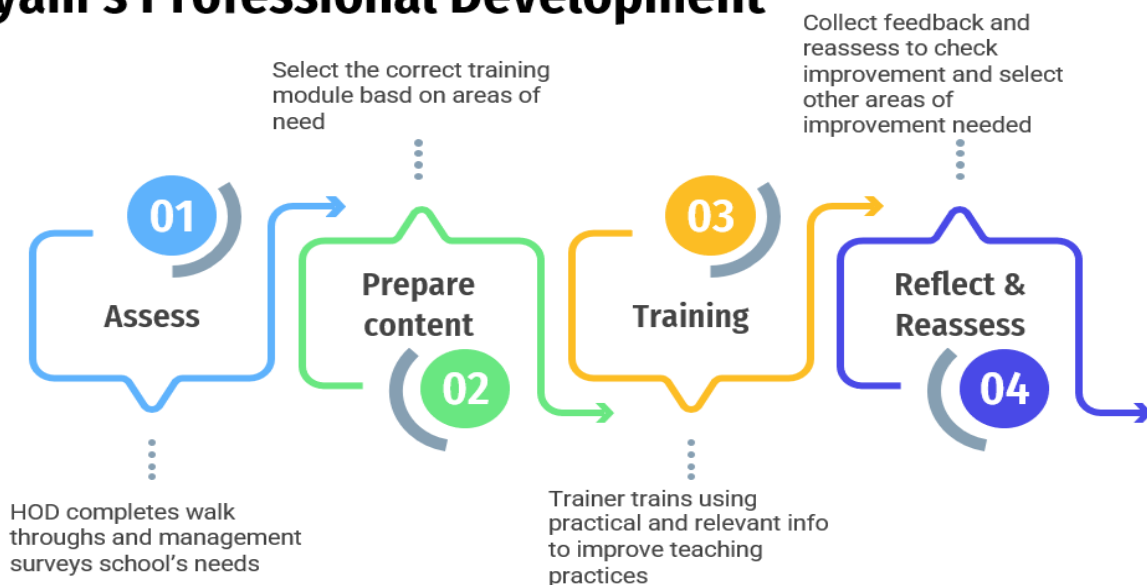 Professional Development
Select the correct training
module basd on areas of
need
Collect feedback and
reassess to check
improvement and select
other areas of
improvement needed
01
Assess
Prepare
content
02
03
Training
Reflect &
Reassess
04
HOD completes walk
throughs and management
surveys school's needs
Trainer trains using
practical and relevant info
to improve teaching
practices